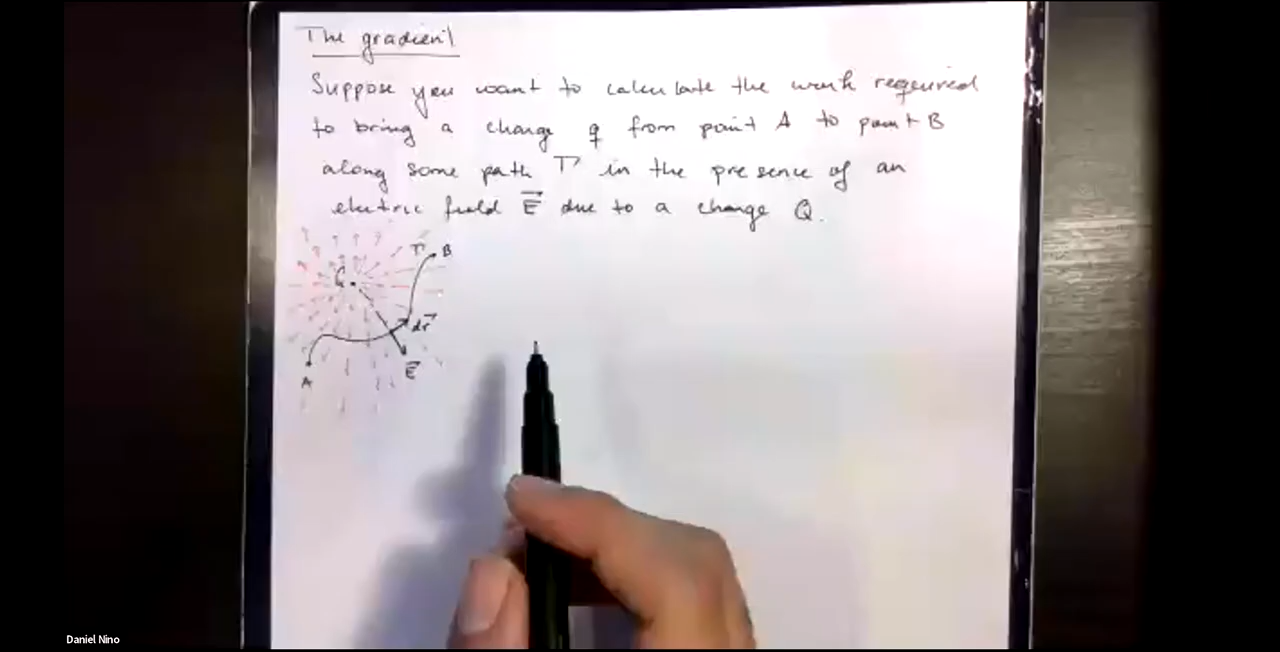 The gradient
Suppose you want to calculate the work required
to bring a charge q from point A to point B
along some path Γ in the presence of an
electric field E⃗ due to a charge Q.
Γ B
Q
dr⃗
A E⃗
Daniel Nino